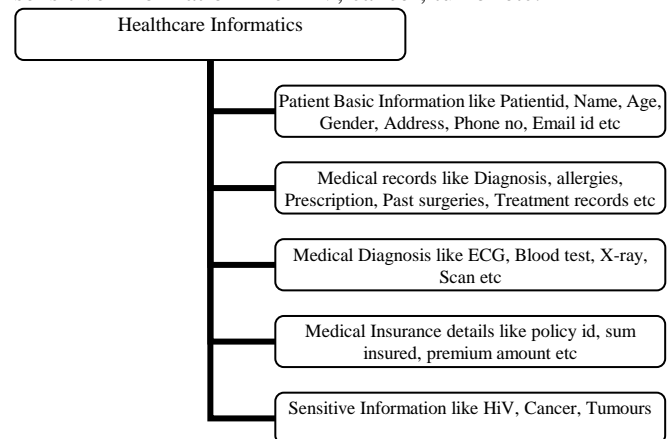 Healthcare Informatics
Patient Basic Information like Patientid, Name, Age,
Gender, Address, Phone no, Email id etc
Medical records like Diagnosis, allergies,
Prescription, Past surgeries, Treatment records etc
Medical Diagnosis like ECG, Blood test, X-ray,
Scan etc
Medical Insurance details like policy id, sum
insured, premium amount etc
Sensitive Information like HiV, Cancer, Tumours